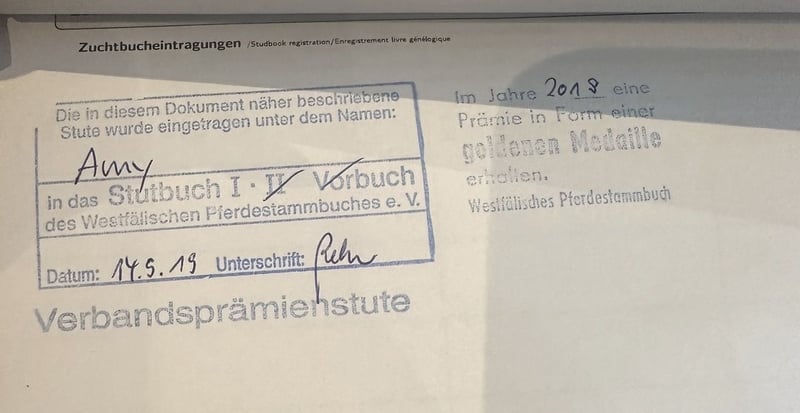 Zuchtbucheintragungen /Studbook registration/Enregistrement livre généalogique
Die in diesem Dokument näher beschriebene
Stute wurde eingetragen unter dem Namen:
Amy
in das Stutbuch I · II Vorbuch
des Westfälischen Pferdestammbuches e. V.
Datum: 14.5.19 Unterschrift:
Verbandsprämienstute
Im Jahre 2018 eine
Prämie in Form einer
goldenen Medaille
erhalten.
Westfälisches Pferdestammbuch